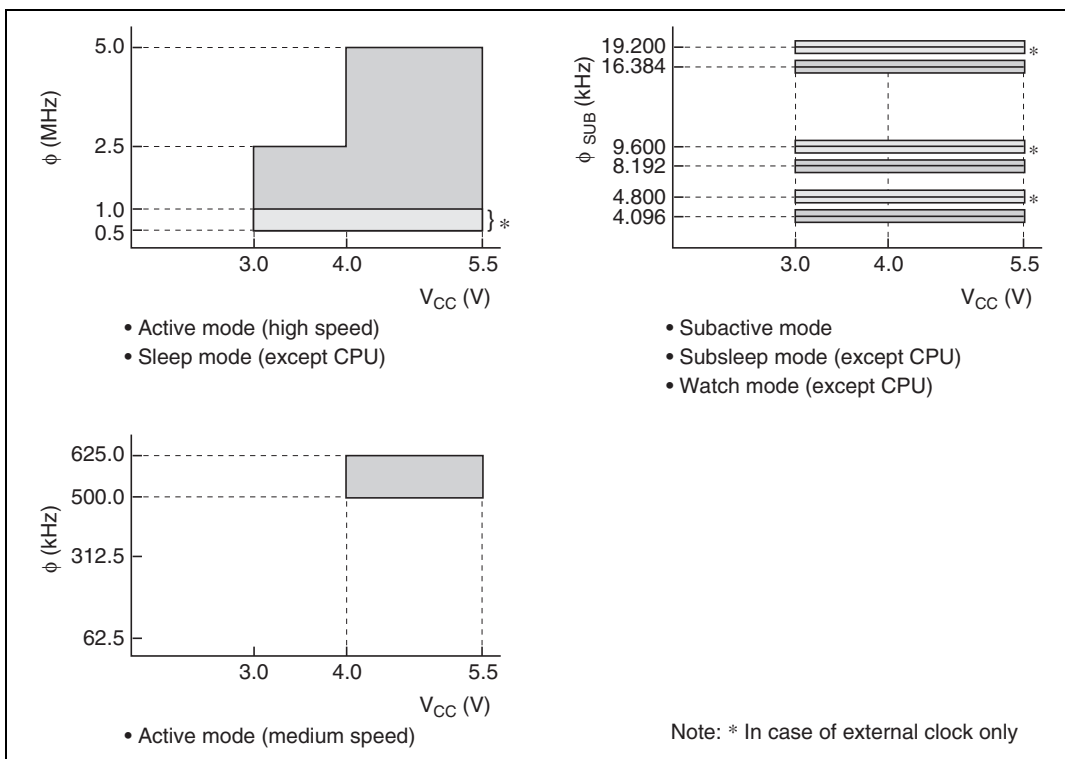 5.0
2.5
1.0
0.5
ϕ (MHz)
} *
3.0 4.0 5.5
V_CC (V)
• Active mode (high speed)
• Sleep mode (except CPU)
19.200
16.384
9.600
8.192
4.800
4.096
ϕ_SUB (kHz)
*
*
*
3.0 4.0 5.5
V_CC (V)
• Subactive mode
• Subsleep mode (except CPU)
• Watch mode (except CPU)
625.0
500.0
312.5
62.5
ϕ (kHz)
3.0 4.0 5.5
V_CC (V)
• Active mode (medium speed)
Note: * In case of external clock only